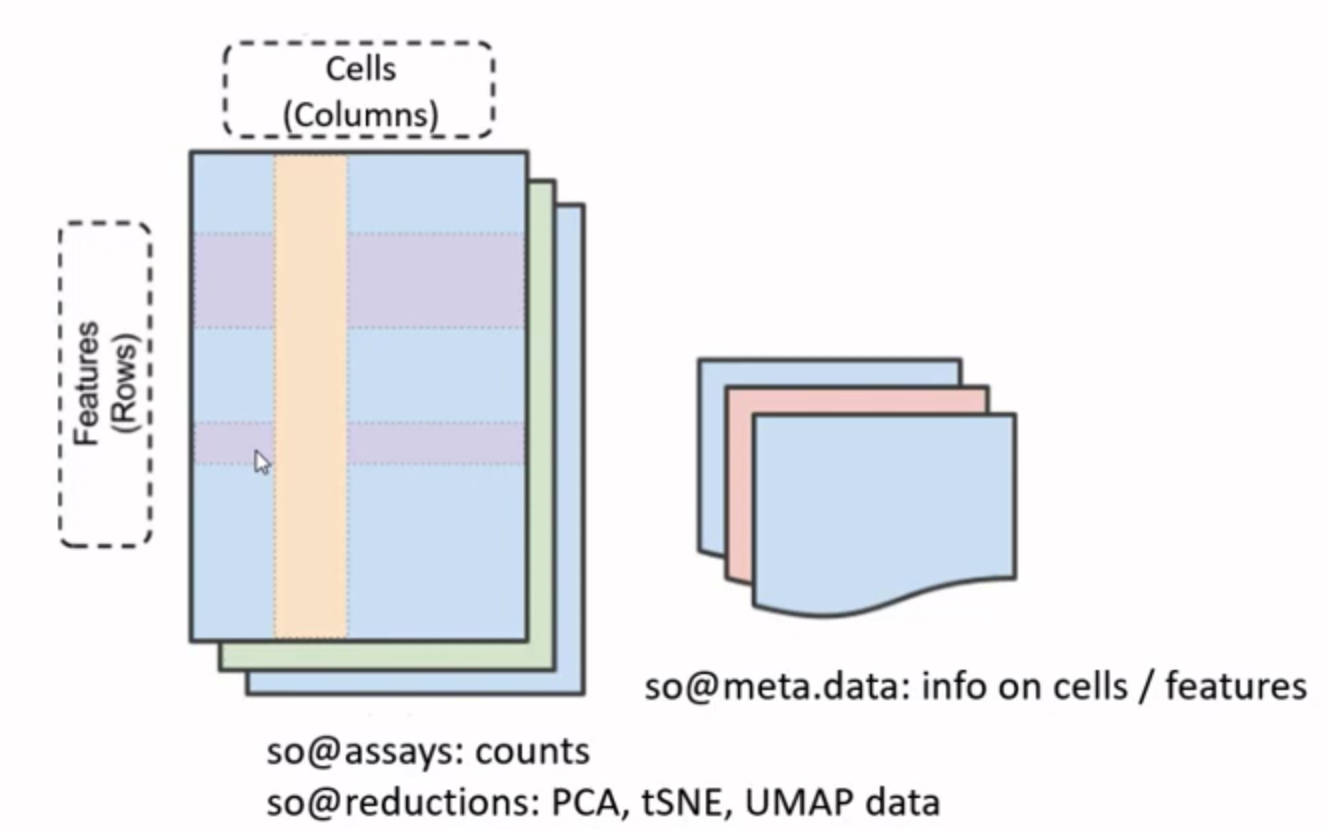 Cells
(Columns)
Features
(Rows)
so@meta.data: info on cells / features
so@assays: counts
so@reductions: PCA, tSNE, UMAP data